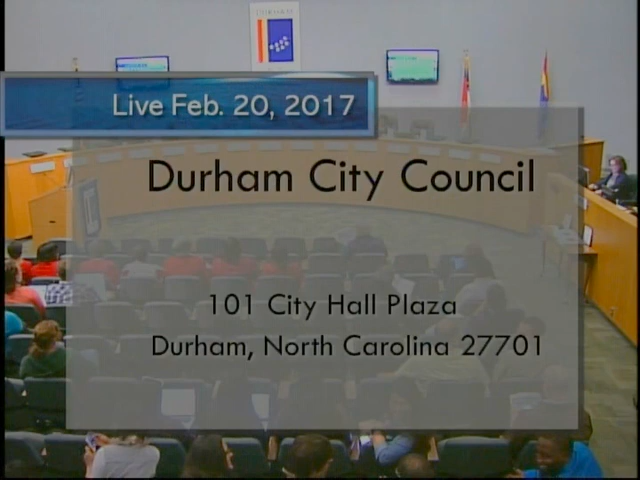 Live Feb. 20, 2017
Durham City Council
101 City Hall Plaza
Durham, North Carolina 27701